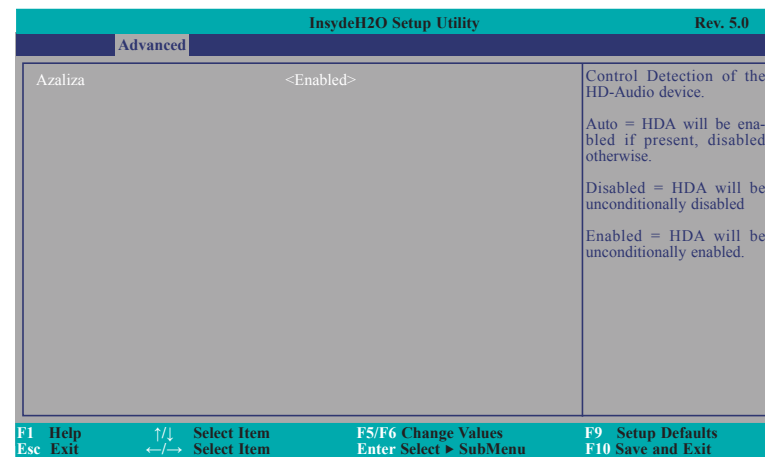 InsydeH2O Setup Utility Rev. 5.0
Advanced
Azaliza <Enabled>
Control Detection of the
HD-Audio device.
Auto = HDA will be ena-
bled if present, disabled
otherwise.
Disabled = HDA will be
unconditionally disabled
Enabled = HDA will be
unconditionally enabled.
F1 Help ↑/↓ Select Item F5/F6 Change Values F9 Setup Defaults
Esc Exit ←/→ Select Item Enter Select ▶ SubMenu F10 Save and Exit